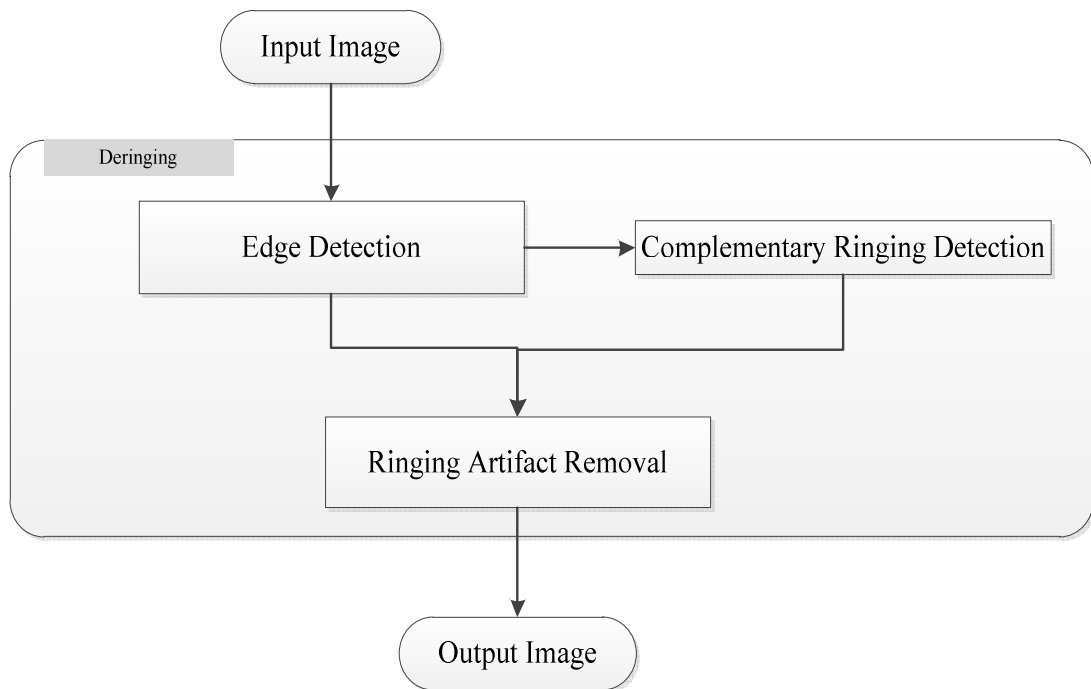 Input Image
Deringing
Edge Detection
Complementary Ringing Detection
Ringing Artifact Removal
Output Image